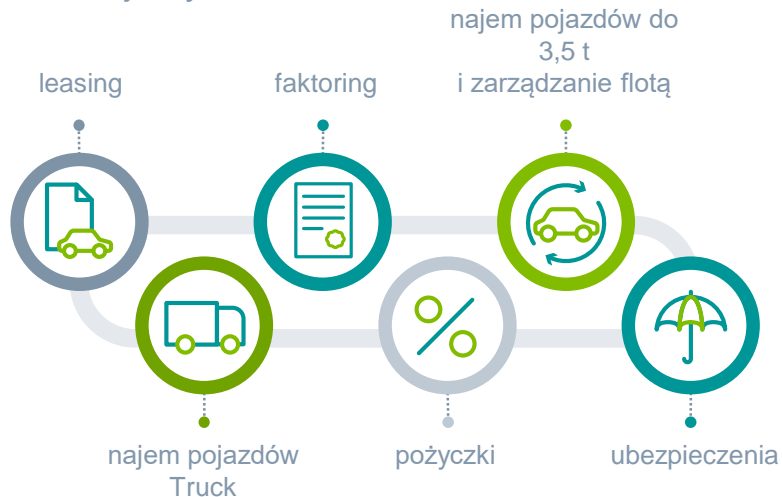 leasing
faktoring
najem pojazdów do
3,5 t
i zarządzanie flotą
najem pojazdów
Truck
pożyczki
ubezpieczenia